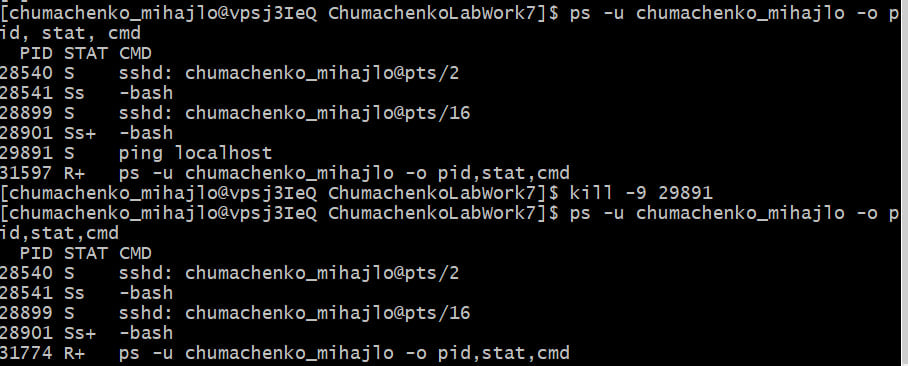 [chumachenko_mihajlo@vpsj3IeQ ChumachenkoLabWork7]$ ps -u chumachenko_mihajlo -o p
id, stat, cmd
  PID STAT CMD
28540 S    sshd: chumachenko_mihajlo@pts/2
28541 Ss   -bash
28899 S    sshd: chumachenko_mihajlo@pts/16
28901 Ss+  -bash
29891 S    ping localhost
31597 R+   ps -u chumachenko_mihajlo -o pid,stat,cmd
[chumachenko_mihajlo@vpsj3IeQ ChumachenkoLabWork7]$ kill -9 29891
[chumachenko_mihajlo@vpsj3IeQ ChumachenkoLabWork7]$ ps -u chumachenko_mihajlo -o p
id,stat,cmd
  PID STAT CMD
28540 S    sshd: chumachenko_mihajlo@pts/2
28541 Ss   -bash
28899 S    sshd: chumachenko_mihajlo@pts/16
28901 Ss+  -bash
31774 R+   ps -u chumachenko_mihajlo -o pid,stat,cmd